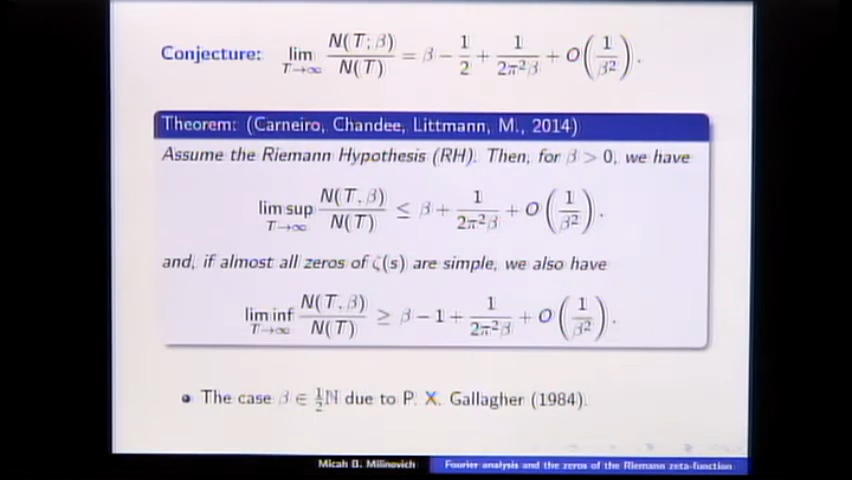 Conjecture: lim_{T→∞} N(T; β)/N(T) = β − 1/2 + 1/(2π²β) + O(1/β²).
Theorem: (Carneiro, Chandee, Littmann, M., 2014)
Assume the Riemann Hypothesis (RH). Then, for β > 0, we have
lim sup_{T→∞} N(T, β)/N(T) ≤ β + 1/(2π²β) + O(1/β²).
and, if almost all zeros of ζ(s) are simple, we also have
lim inf_{T→∞} N(T, β)/N(T) ≥ β − 1 + 1/(2π²β) + O(1/β²).
• The case β ∈ ½ℕ due to P. X. Gallagher (1984).
Micah B. Milinovich Fourier analysis and the zeros of the Riemann zeta-function